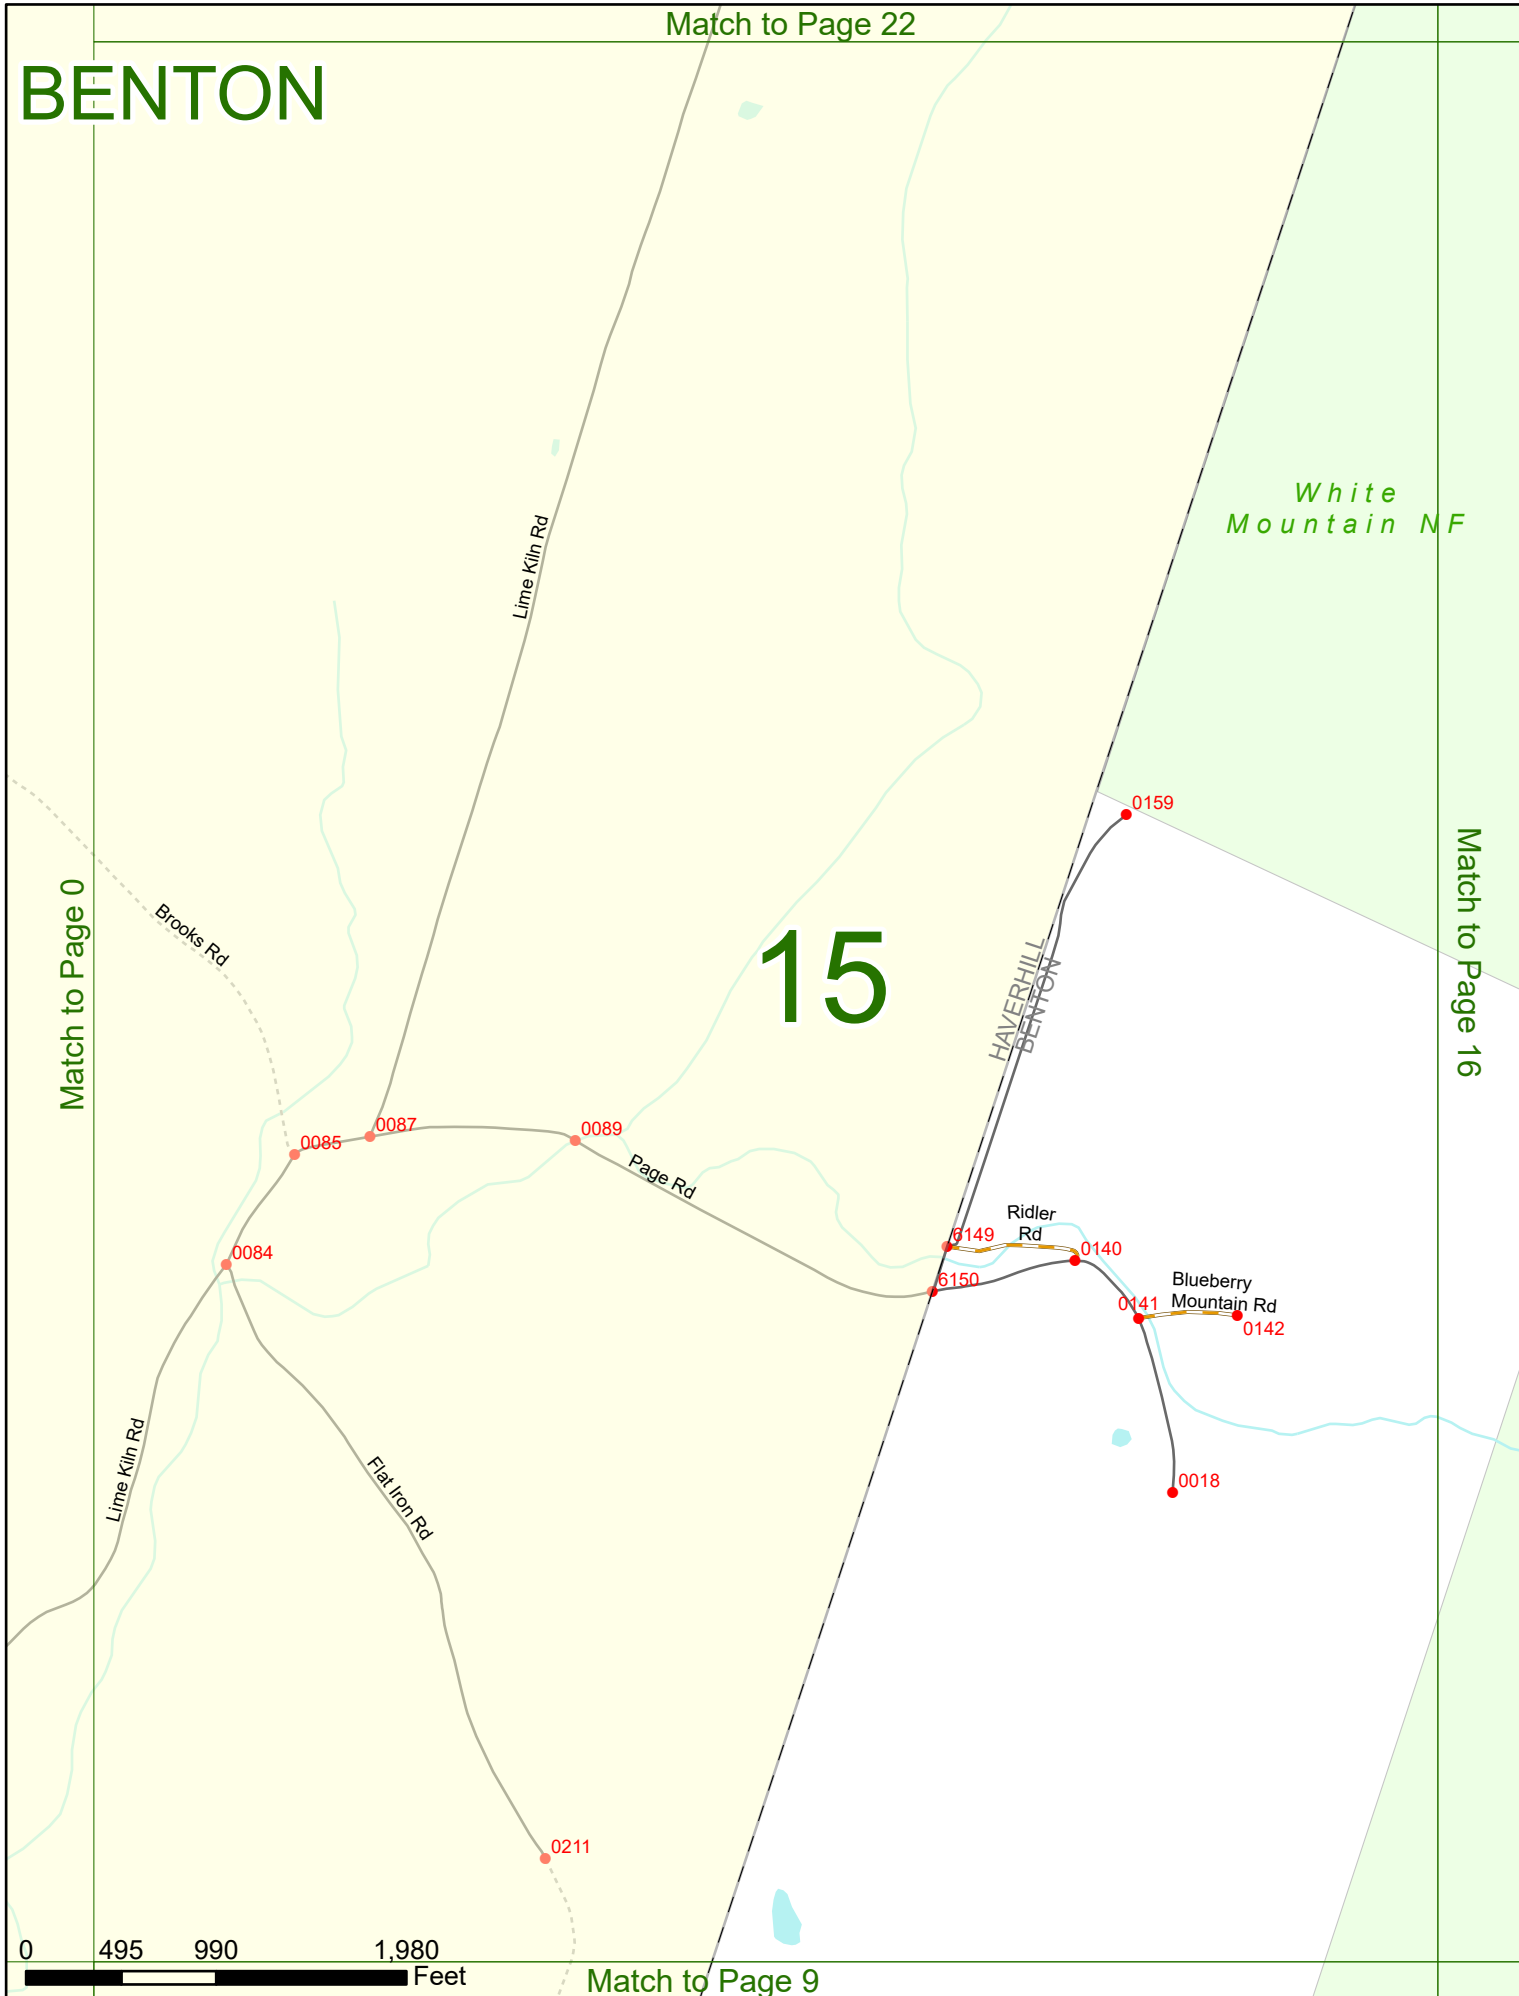 Match to Page 22
BENTON
White
Mountain NF
Lime Kiln Rd
0159
Match to Page 16
Match to Page 0
Brooks Rd
15
HAVERHILL
BENTON
0087
0089
0085
Page Rd
Ridler
Rd
6149
0140
0084
6150
Blueberry
Mountain Rd
0141
0142
Lime Kiln Rd
Flat Iron Rd
0018
0211
0 495 990 1,980
Feet
Match to Page 9